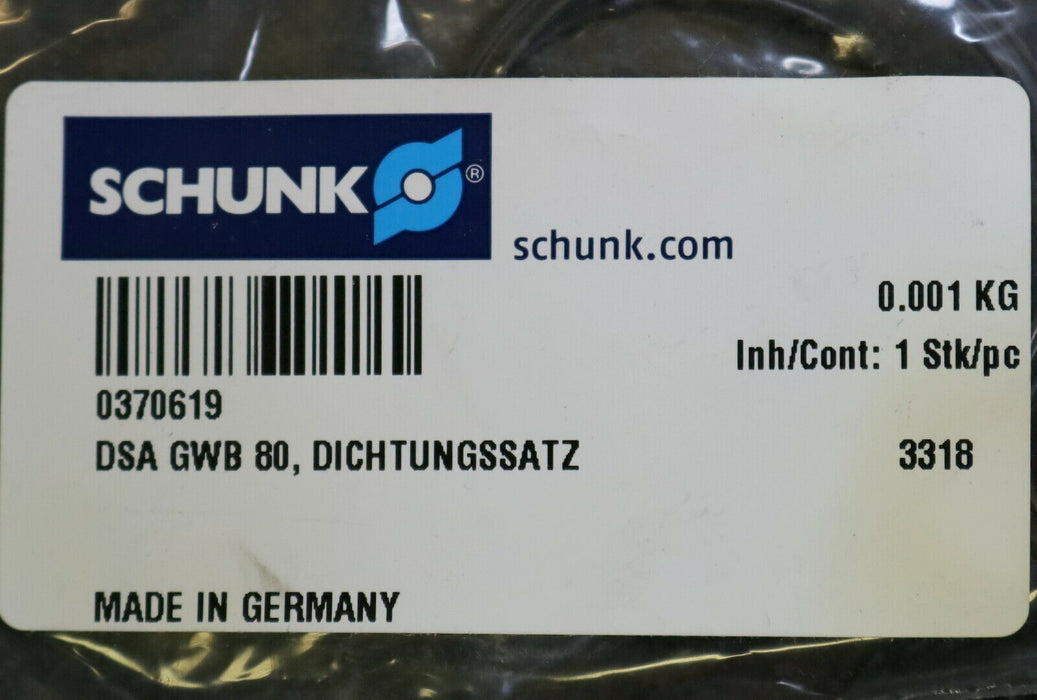 SCHUNK ®
schunk.com
0.001 KG
Inh/Cont: 1 Stk/pc
0370619
DSA GWB 80, DICHTUNGSSATZ 3318
MADE IN GERMANY